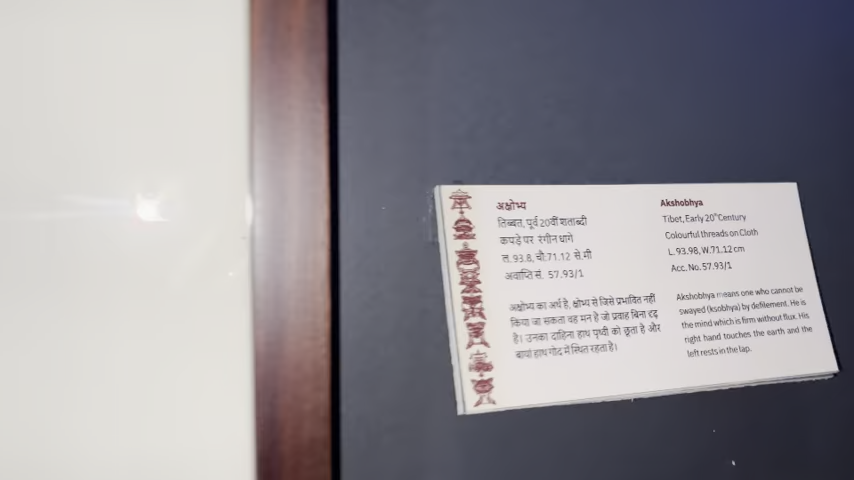 अक्षोभ्य
तिब्बत, पूर्व 20वीं शताब्दी
कपड़े पर रंगीन धागे
ल. 93.8, चौ.71.12 से.मी
अवाप्ति सं. 57.93/1
अक्षोभ्य का अर्थ है, क्षोभ्य से जिसे प्रभावित नहीं
किया जा सकता वह मन है जो प्रवाह बिना दृढ़
है। उनका दाहिना हाथ पृथ्वी को छूता है और
बायां हाथ गोद में स्थित रहता है।
Akshobhya
Tibet, Early 20th Century
Colourful threads on Cloth
L. 93.98, W.71.12 cm
Acc. No. 57.93/1
Akshobhya means one who cannot be
swayed (ksobhya) by defilement. He is
the mind which is firm without flux. His
right hand touches the earth and the
left rests in the lap.